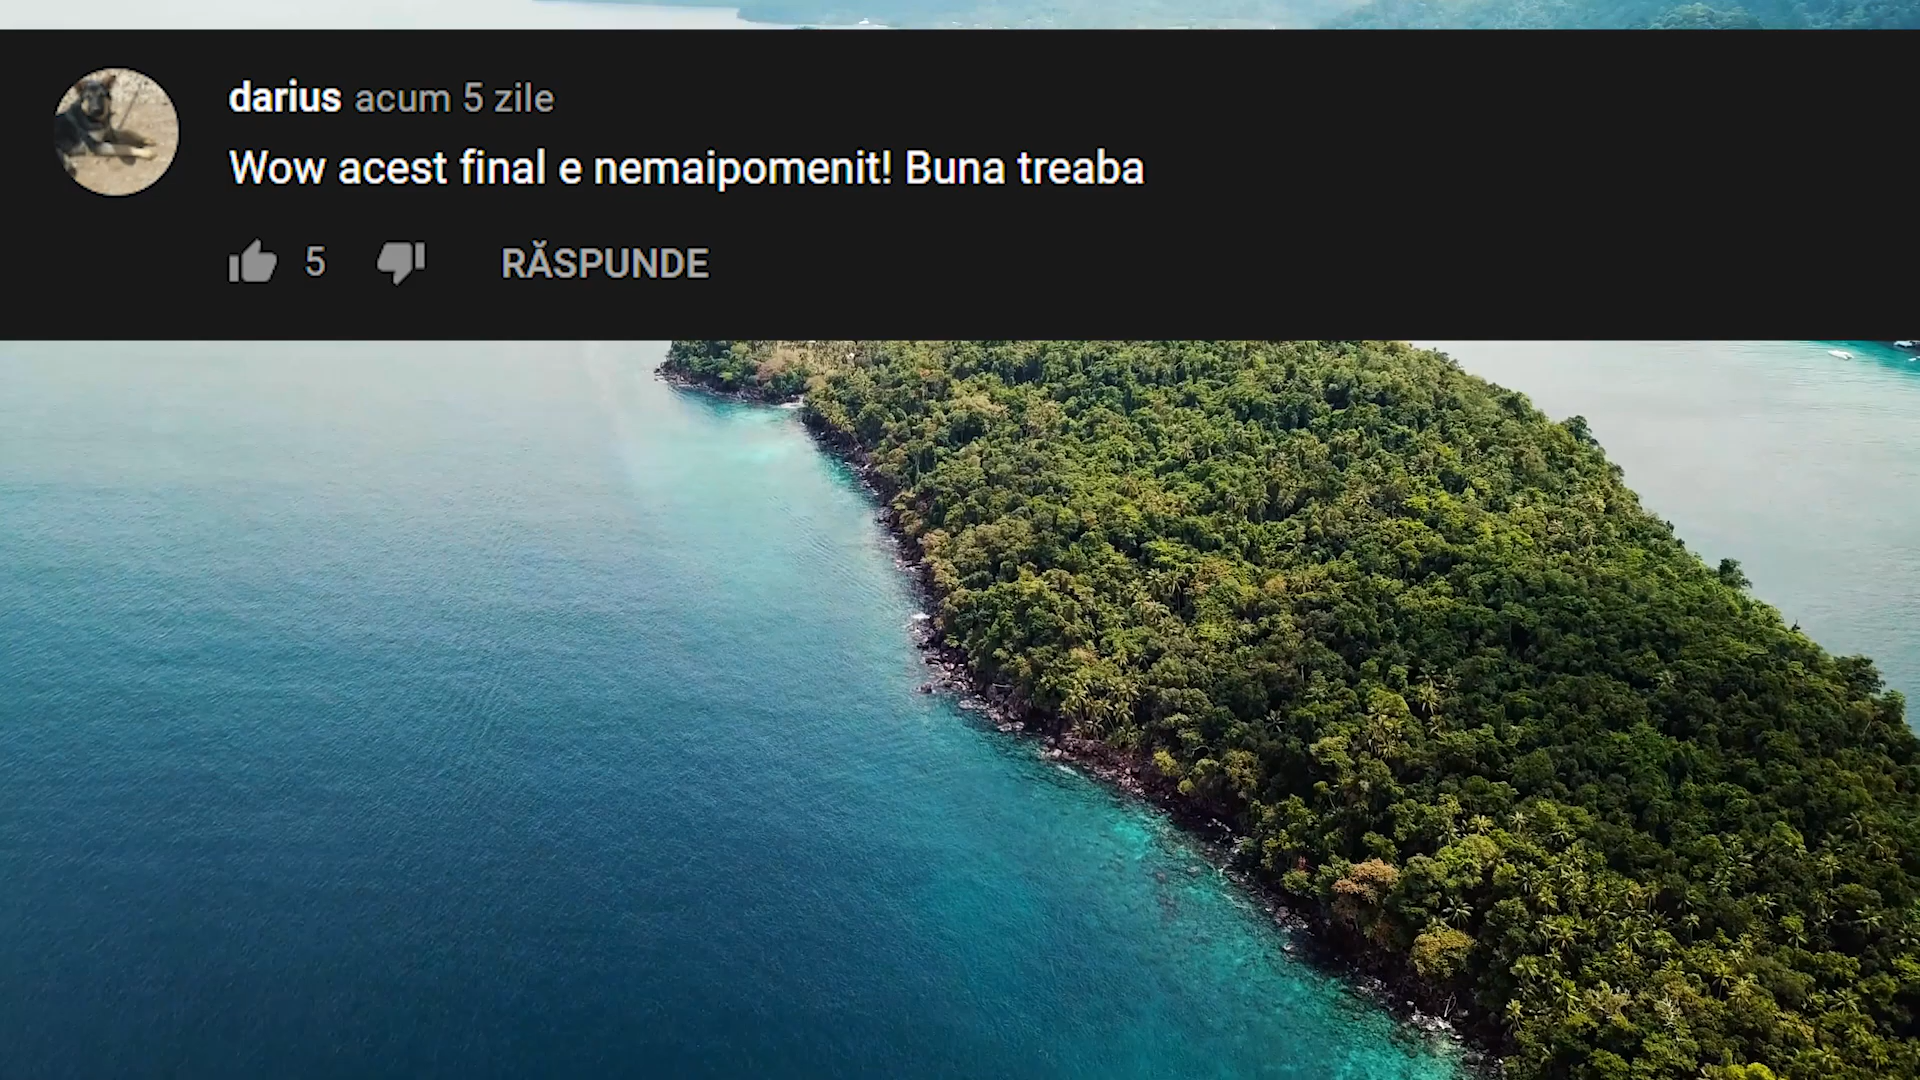 darius acum 5 zile
Wow acest final e nemaipomenit! Buna treaba
5 RĂSPUNDE